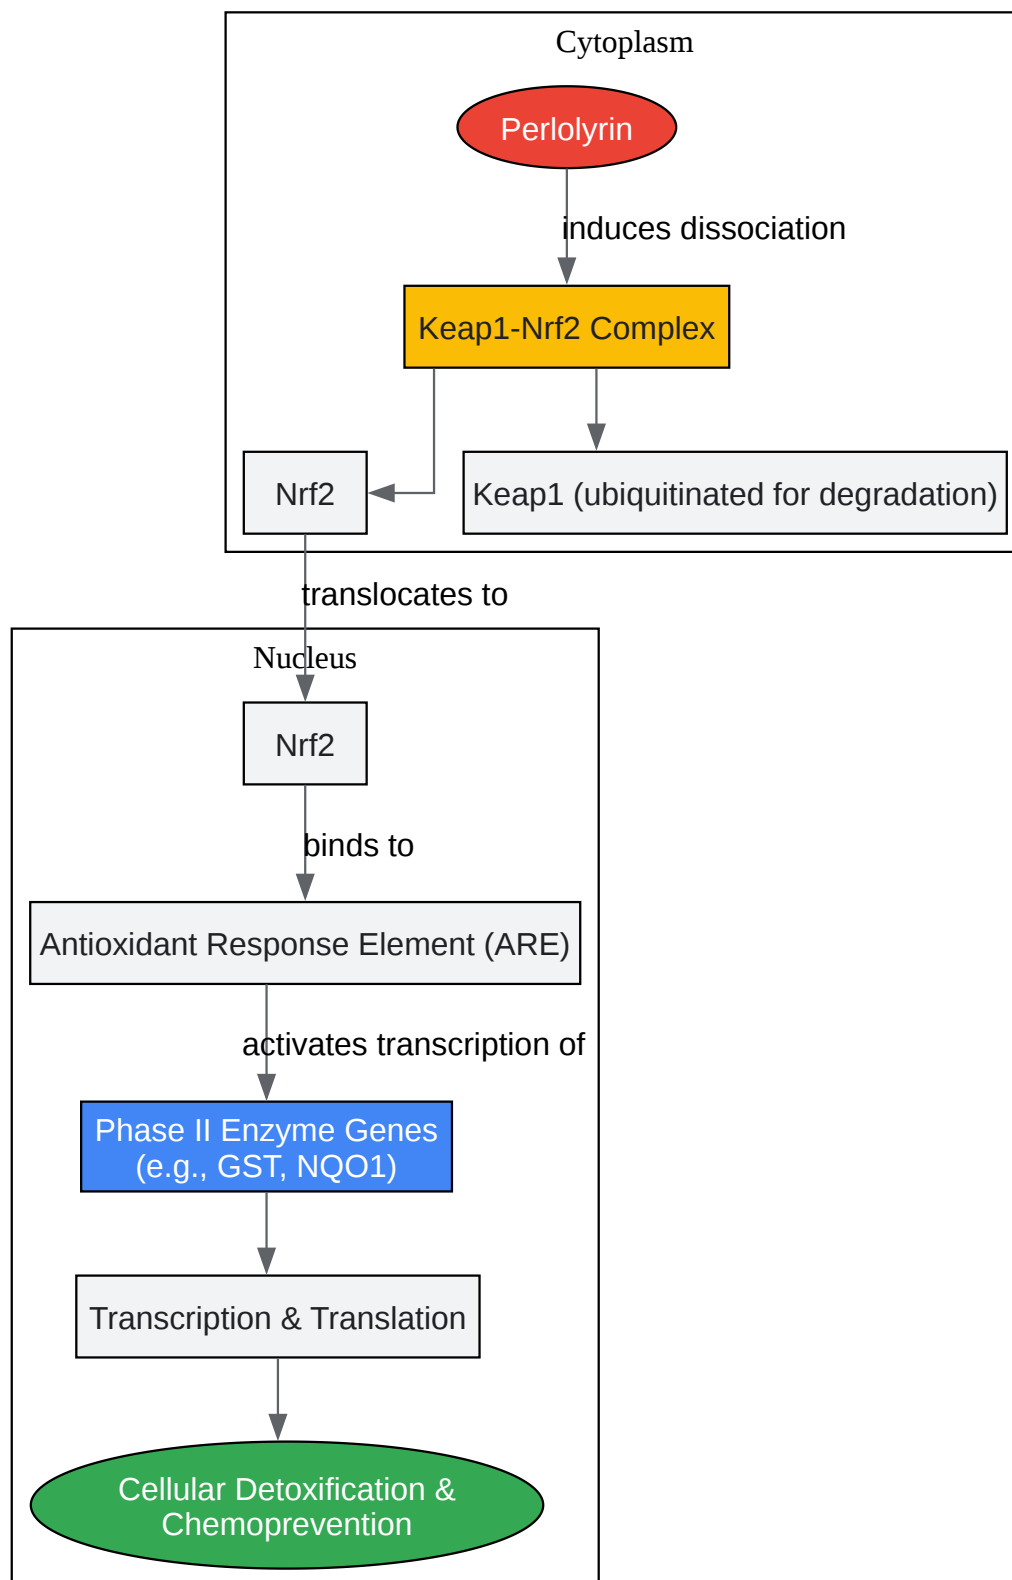 Cytoplasm
Perlolyrin
induces dissociation
Keap1-Nrf2 Complex
Nrf2
Keap1 (ubiquitinated for degradation)
translocates to
Nucleus
Nrf2
binds to
Antioxidant Response Element (ARE)
activates transcription of
Phase II Enzyme Genes
(e.g., GST, NQO1)
Transcription & Translation
Cellular Detoxification &
Chemoprevention